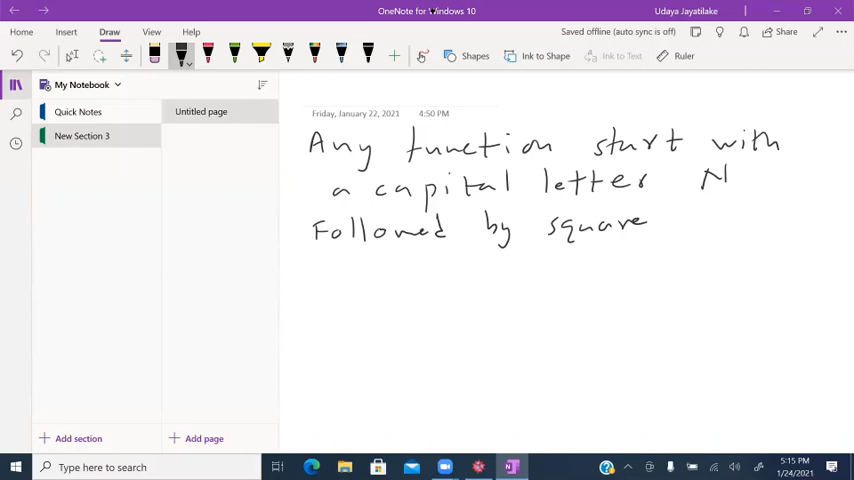 OneNote for Windows 10
Udaya Jayatilake
Home Insert Draw View Help
Saved offline (auto sync is off)
Share
Shapes
Ink to Shape
Ink to Text
Ruler
My Notebook
Quick Notes
New Section 3
Untitled page
Friday, January 22, 2021 4:50 PM
Any function start with
a capital letter N
Followed by square
Add section
Add page
Type here to search
5:15 PM
1/24/2021